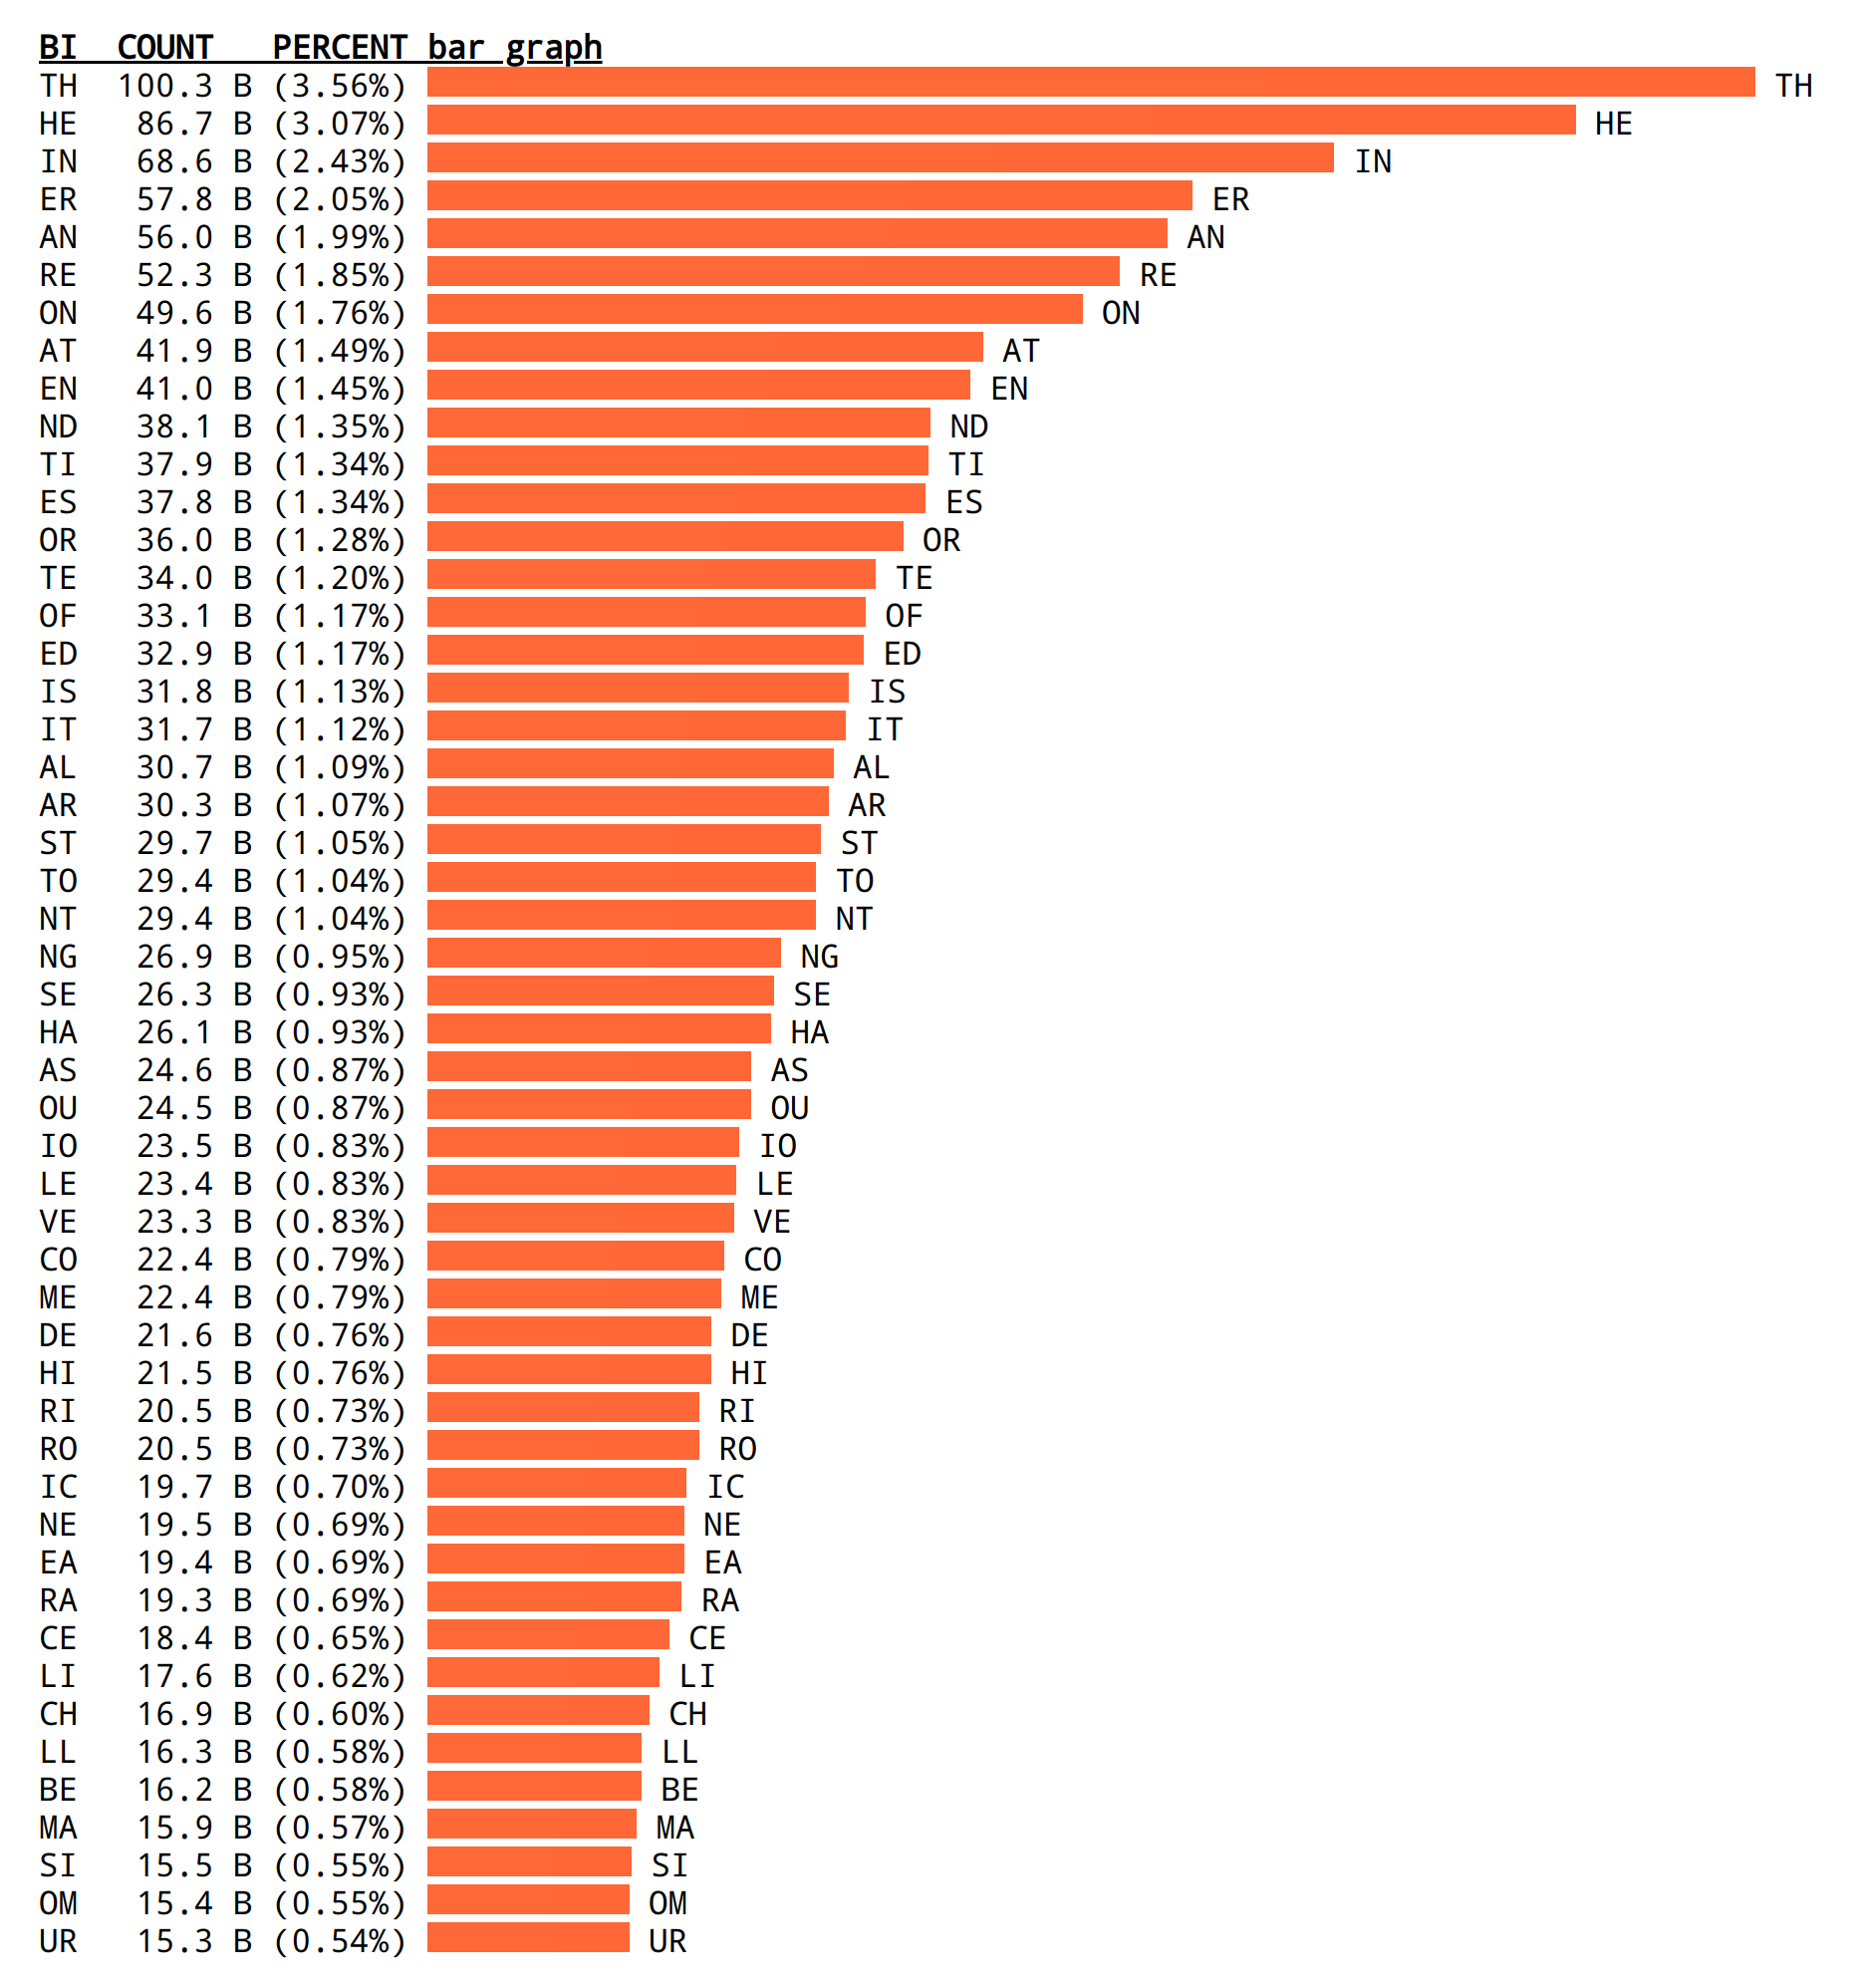 BI  COUNT   PERCENT bar graph
TH  100.3 B (3.56%) TH
HE   86.7 B (3.07%) HE
IN   68.6 B (2.43%) IN
ER   57.8 B (2.05%) ER
AN   56.0 B (1.99%) AN
RE   52.3 B (1.85%) RE
ON   49.6 B (1.76%) ON
AT   41.9 B (1.49%) AT
EN   41.0 B (1.45%) EN
ND   38.1 B (1.35%) ND
TI   37.9 B (1.34%) TI
ES   37.8 B (1.34%) ES
OR   36.0 B (1.28%) OR
TE   34.0 B (1.20%) TE
OF   33.1 B (1.17%) OF
ED   32.9 B (1.17%) ED
IS   31.8 B (1.13%) IS
IT   31.7 B (1.12%) IT
AL   30.7 B (1.09%) AL
AR   30.3 B (1.07%) AR
ST   29.7 B (1.05%) ST
TO   29.4 B (1.04%) TO
NT   29.4 B (1.04%) NT
NG   26.9 B (0.95%) NG
SE   26.3 B (0.93%) SE
HA   26.1 B (0.93%) HA
AS   24.6 B (0.87%) AS
OU   24.5 B (0.87%) OU
IO   23.5 B (0.83%) IO
LE   23.4 B (0.83%) LE
VE   23.3 B (0.83%) VE
CO   22.4 B (0.79%) CO
ME   22.4 B (0.79%) ME
DE   21.6 B (0.76%) DE
HI   21.5 B (0.76%) HI
RI   20.5 B (0.73%) RI
RO   20.5 B (0.73%) RO
IC   19.7 B (0.70%) IC
NE   19.5 B (0.69%) NE
EA   19.4 B (0.69%) EA
RA   19.3 B (0.69%) RA
CE   18.4 B (0.65%) CE
LI   17.6 B (0.62%) LI
CH   16.9 B (0.60%) CH
LL   16.3 B (0.58%) LL
BE   16.2 B (0.58%) BE
MA   15.9 B (0.57%) MA
SI   15.5 B (0.55%) SI
OM   15.4 B (0.55%) OM
UR   15.3 B (0.54%) UR